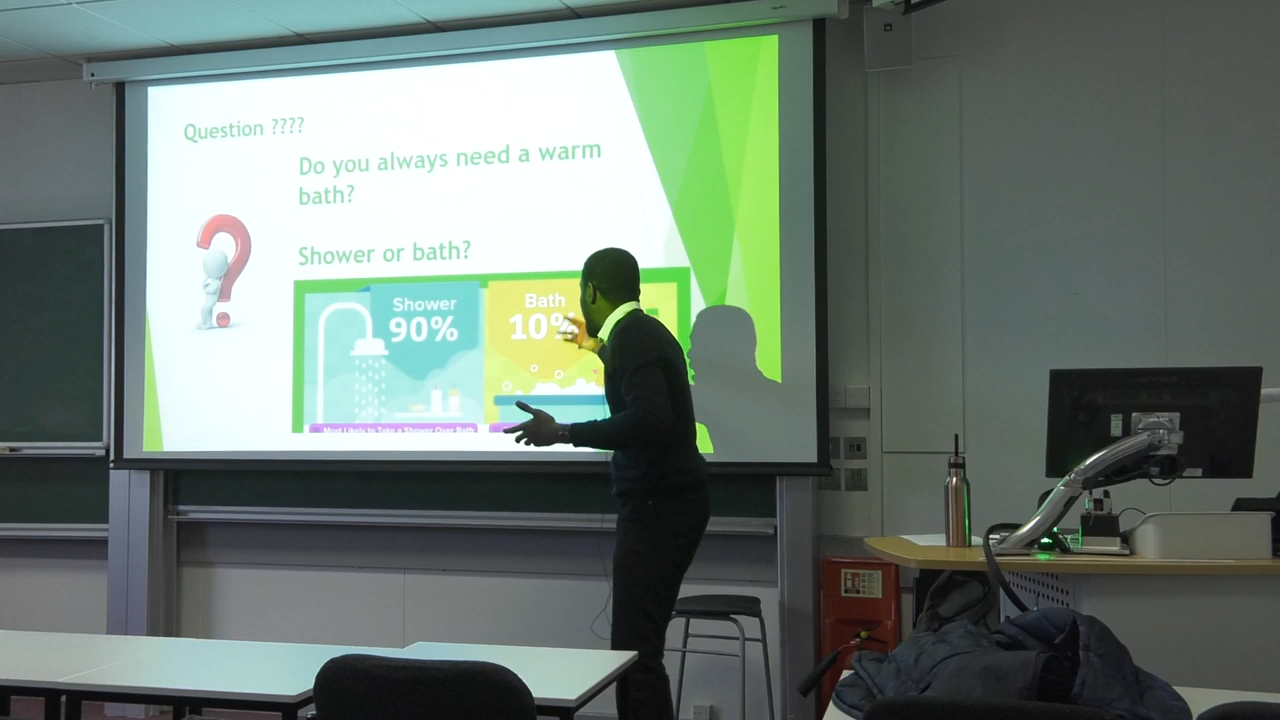 Question ????
Do you always need a warm
bath?
Shower or bath?
Shower
90%
Bath
10%
Most Likely to Take a Shower Over Bath